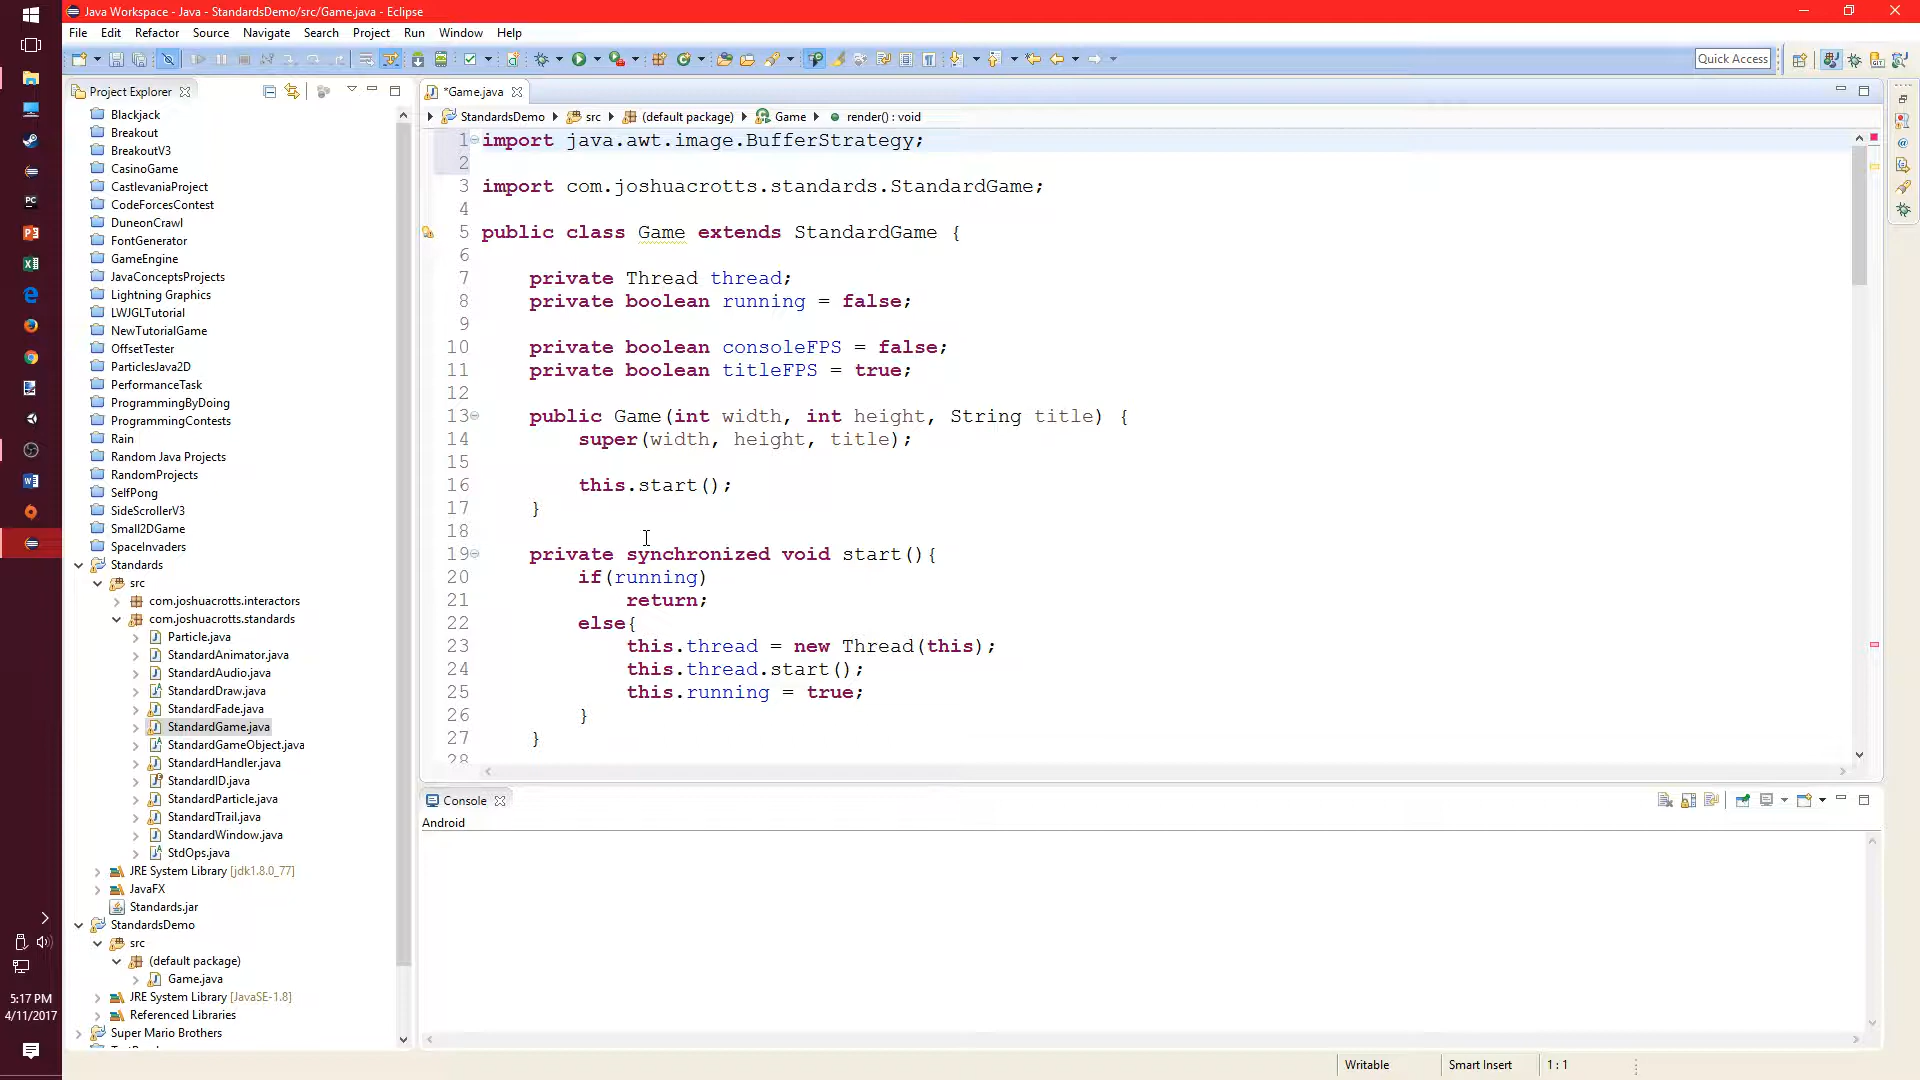 Java Workspace - Java - StandardsDemo/src/Game.java - Eclipse
File Edit Refactor Source Navigate Search Project Run Window Help
Quick Access
Project Explorer
Blackjack
Breakout
BreakoutV3
CasinoGame
CastlevaniaProject
CodeForcesContest
DuneonCrawl
FontGenerator
GameEngine
JavaConceptsProjects
Lightning Graphics
LWJGLTutorial
NewTutorialGame
OffsetTester
ParticlesJava2D
PerformanceTask
ProgrammingByDoing
ProgrammingContests
Rain
Random Java Projects
RandomProjects
SelfPong
SideScrollerV3
Small2DGame
SpaceInvaders
Standards
src
com.joshuacrotts.interactors
com.joshuacrotts.standards
Particle.java
StandardAnimator.java
StandardAudio.java
StandardDraw.java
StandardFade.java
StandardGame.java
StandardGameObject.java
StandardHandler.java
StandardID.java
StandardParticle.java
StandardTrail.java
StandardWindow.java
StdOps.java
JRE System Library [jdk1.8.0_77]
JavaFX
Standards.jar
StandardsDemo
src
(default package)
Game.java
JRE System Library [JavaSE-1.8]
Referenced Libraries
Super Mario Brothers
*Game.java
StandardsDemo src (default package) Game render() : void
1 import java.awt.image.BufferStrategy;
2
3 import com.joshuacrotts.standards.StandardGame;
4
5 public class Game extends StandardGame {
6
7 private Thread thread;
8 private boolean running = false;
9
10 private boolean consoleFPS = false;
11 private boolean titleFPS = true;
12
13 public Game(int width, int height, String title) {
14 super(width, height, title);
15
16 this.start();
17 }
18
19 private synchronized void start(){
20 if(running)
21 return;
22 else{
23 this.thread = new Thread(this);
24 this.thread.start();
25 this.running = true;
26 }
27 }
28
Console
Android
Writable Smart Insert 1 : 1
5:17 PM
4/11/2017